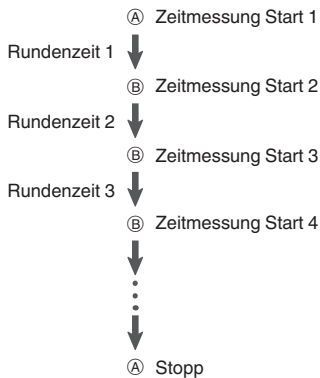 Ⓐ Zeitmessung Start 1
Rundenzeit 1
Ⓑ Zeitmessung Start 2
Rundenzeit 2
Ⓑ Zeitmessung Start 3
Rundenzeit 3
Ⓑ Zeitmessung Start 4
Ⓐ Stopp